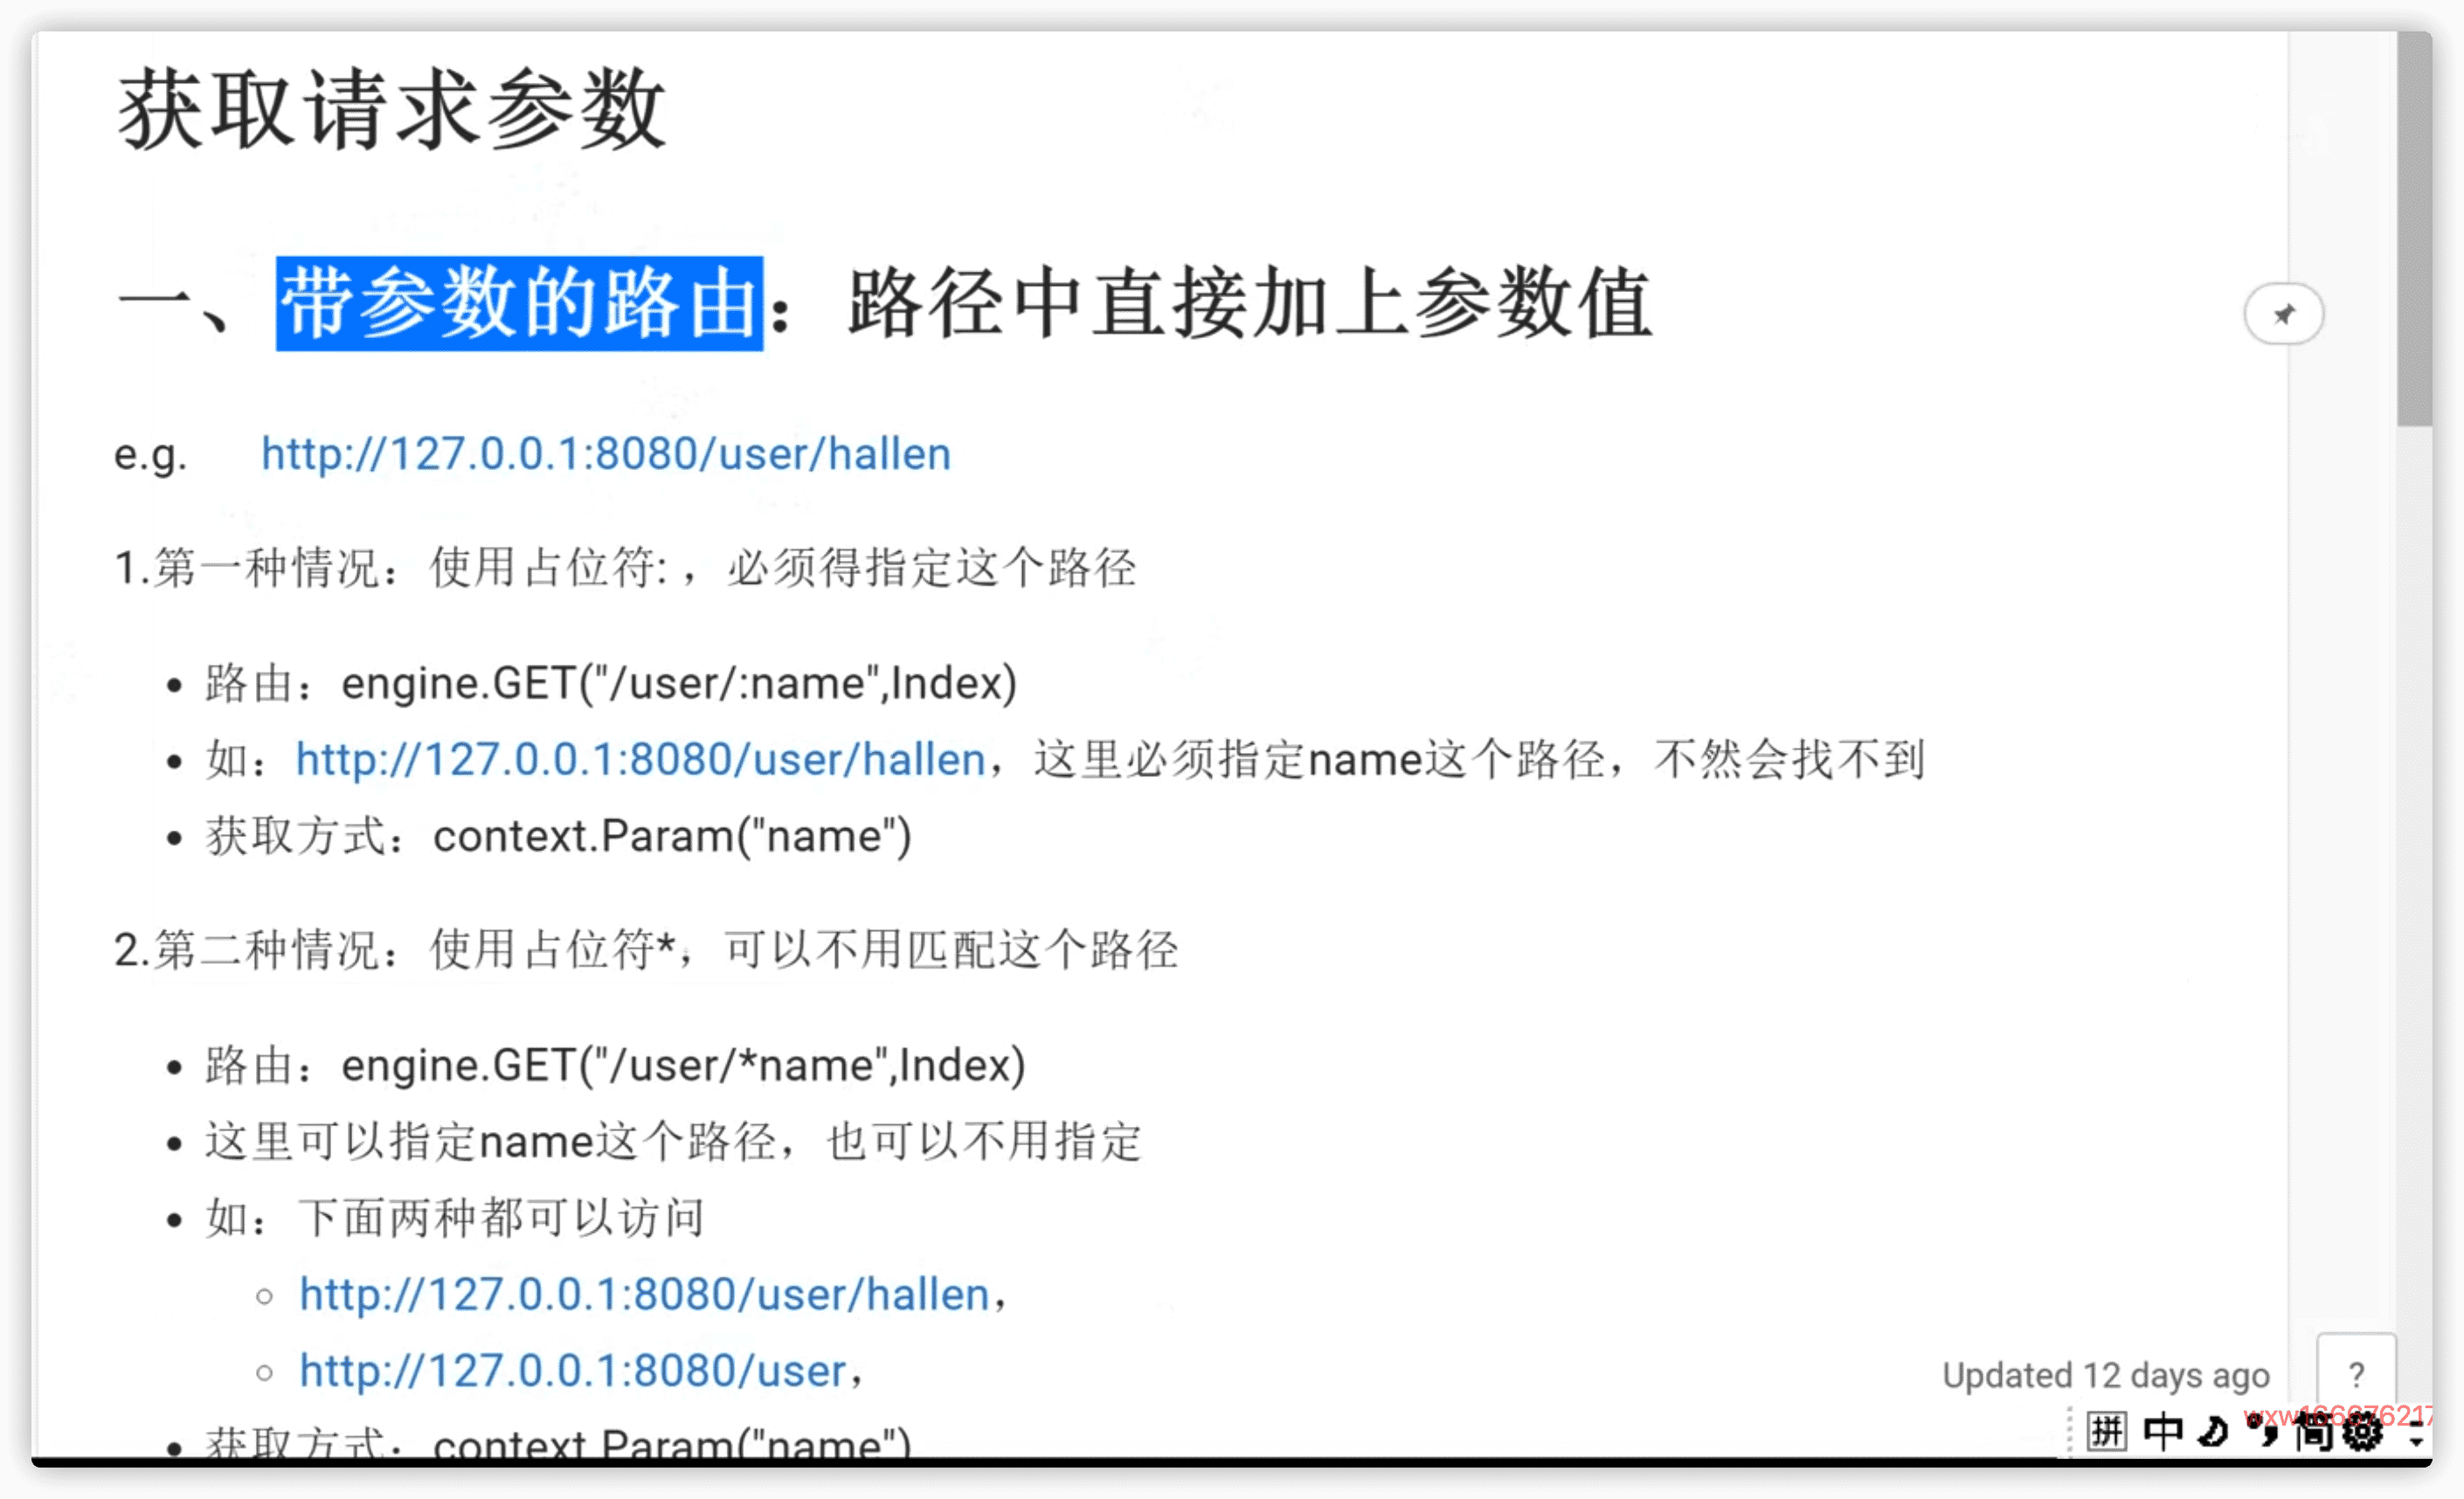 获取请求参数
一、带参数的路由：路径中直接加上参数值
e.g. http://127.0.0.1:8080/user/hallen
1.第一种情况：使用占位符:，必须得指定这个路径
路由：engine.GET("/user/:name",Index)
如：http://127.0.0.1:8080/user/hallen，这里必须指定name这个路径，不然会找不到
获取方式：context.Param("name")
2.第二种情况：使用占位符*，可以不用匹配这个路径
路由：engine.GET("/user/*name",Index)
这里可以指定name这个路径，也可以不用指定
如：下面两种都可以访问
http://127.0.0.1:8080/user/hallen，
http://127.0.0.1:8080/user，
获取方式：context.Param("name")
Updated 12 days ago
?
wxw166676217
拼 中 简